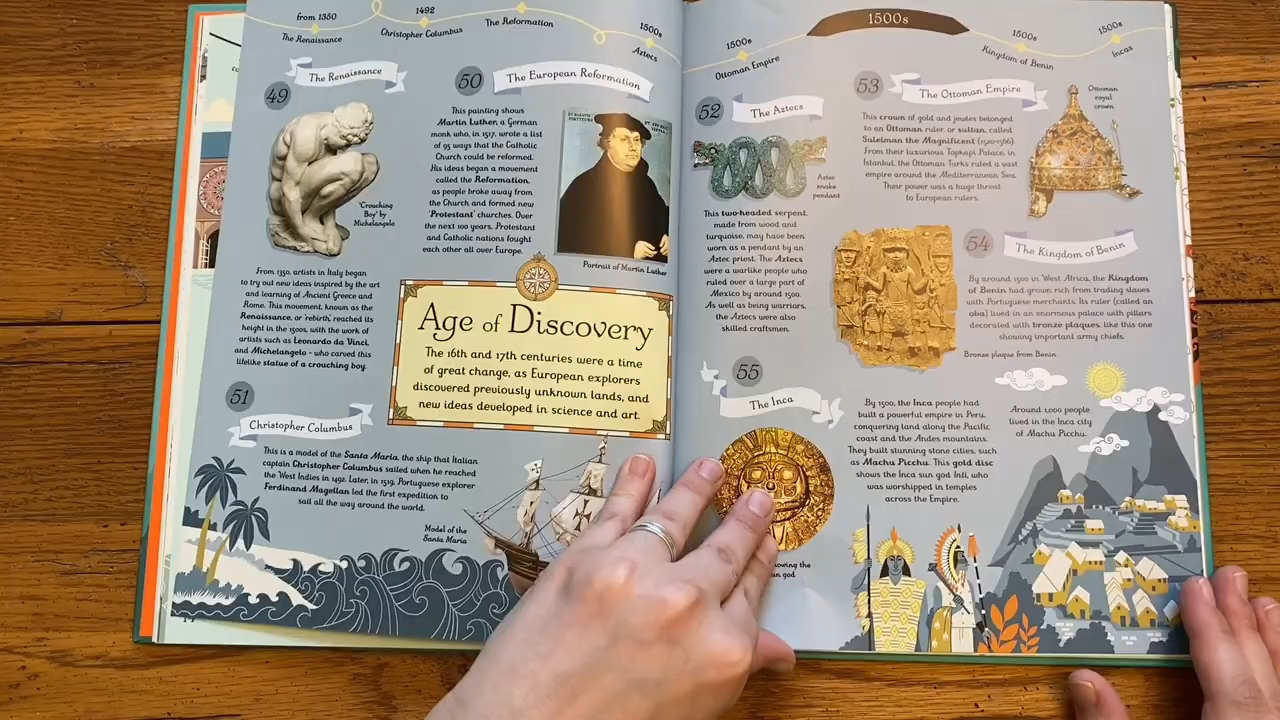 from 1350
The Renaissance
1492
Christopher Columbus
The Reformation
1500s
Aztecs
49
The Renaissance
'Crouching
Boy' by
Michelangelo
From 1350, artists in Italy began
to try out new ideas inspired by the art
and learning of Ancient Greece and
Rome. This movement, known as the
Renaissance, or 'rebirth', reached its
height in the 1500s, with the work of
artists such as Leonardo da Vinci,
and Michelangelo - who carved this
lifelike statue of a crouching boy.
50
The European Reformation
This painting shows
Martin Luther, a German
monk who, in 1517, wrote a list
of 95 ways that the Catholic
Church could be reformed.
His ideas began a movement
called the Reformation,
as people broke away from
the Church and formed new
'Protestant' churches. Over
the next 100 years, Protestant
and Catholic nations fought
each other all over Europe.
Portrait of Martin Luther
Age of Discovery
The 16th and 17th centuries were a time
of great change, as European explorers
discovered previously unknown lands, and
new ideas developed in science and art.
51
Christopher Columbus
This is a model of the Santa Maria, the ship that Italian
captain Christopher Columbus sailed when he reached
the West Indies in 1492. Later, in 1519, Portuguese explorer
Ferdinand Magellan led the first expedition to
sail all the way around the world.
Model of the
Santa Maria
1500s
Ottoman Empire
1500s
1500s
Kingdom of Benin
1500s
Incas
52
The Aztecs
Aztec
snake
pendant
This two-headed serpent,
made from wood and
turquoise, may have been
worn as a pendant by an
Aztec priest. The Aztecs
were a warlike people who
ruled over a large part of
Mexico by around 1500.
As well as being warriors,
the Aztecs were also
skilled craftsmen.
53
The Ottoman Empire
Ottoman
royal
crown
This crown of gold and jewels belonged
to an Ottoman ruler, or sultan, called
Suleiman the Magnificent (1520-1566).
From their luxurious Topkapi Palace, in
Istanbul, the Ottoman Turks ruled a vast
empire around the Mediterranean Sea.
Their power was a huge threat
to European rulers.
54
The Kingdom of Benin
By around 1500 in West Africa, the Kingdom
of Benin had grown rich from trading slaves
with Portuguese merchants. Its ruler (called an
oba) lived in an enormous palace with pillars
decorated with bronze plaques, like this one
showing important army chiefs.
Bronze plaque from Benin
55
The Inca
By 1500, the Inca people had
built a powerful empire in Peru,
conquering land along the Pacific
coast and the Andes mountains.
They built stunning stone cities, such
as Machu Picchu. This gold disc
shows the Inca sun god Inti, who
was worshipped in temples
across the Empire.
Around 1,000 people
lived in the Inca city
of Machu Picchu.
the
god